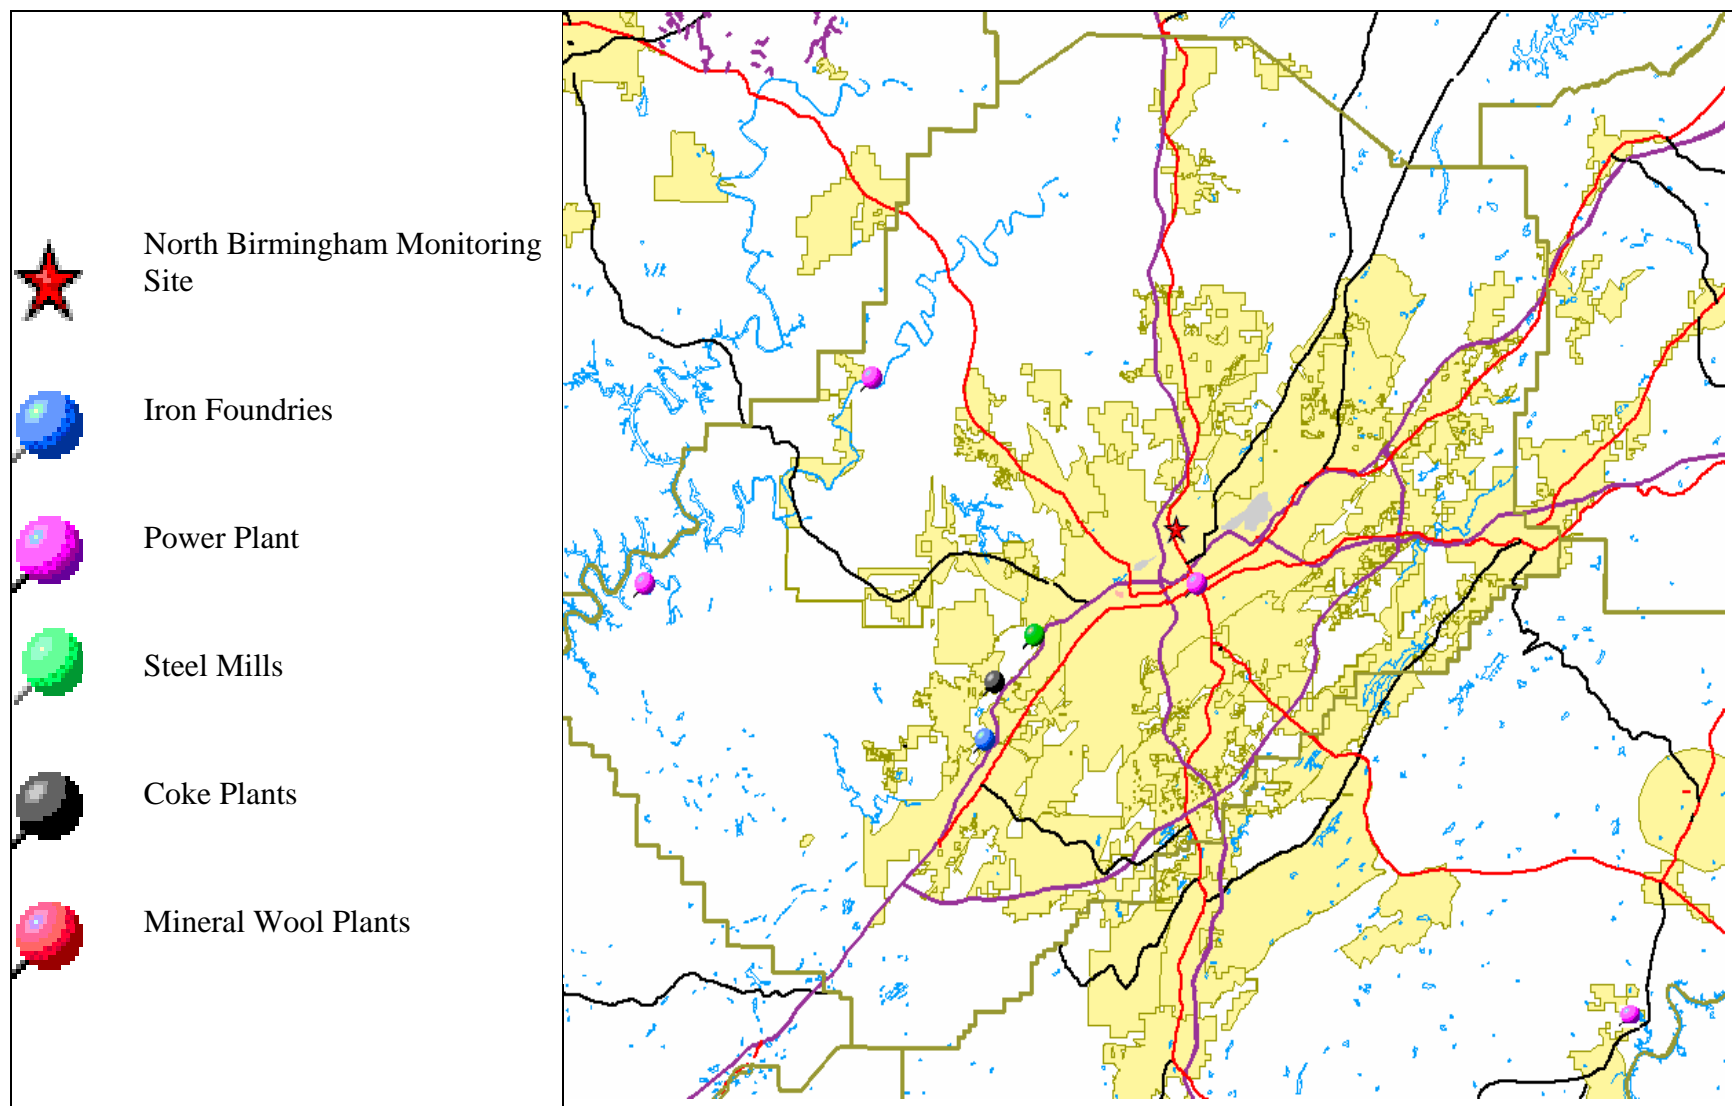 North Birmingham Monitoring
Site
Iron Foundries
Power Plant
Steel Mills
Coke Plants
Mineral Wool Plants